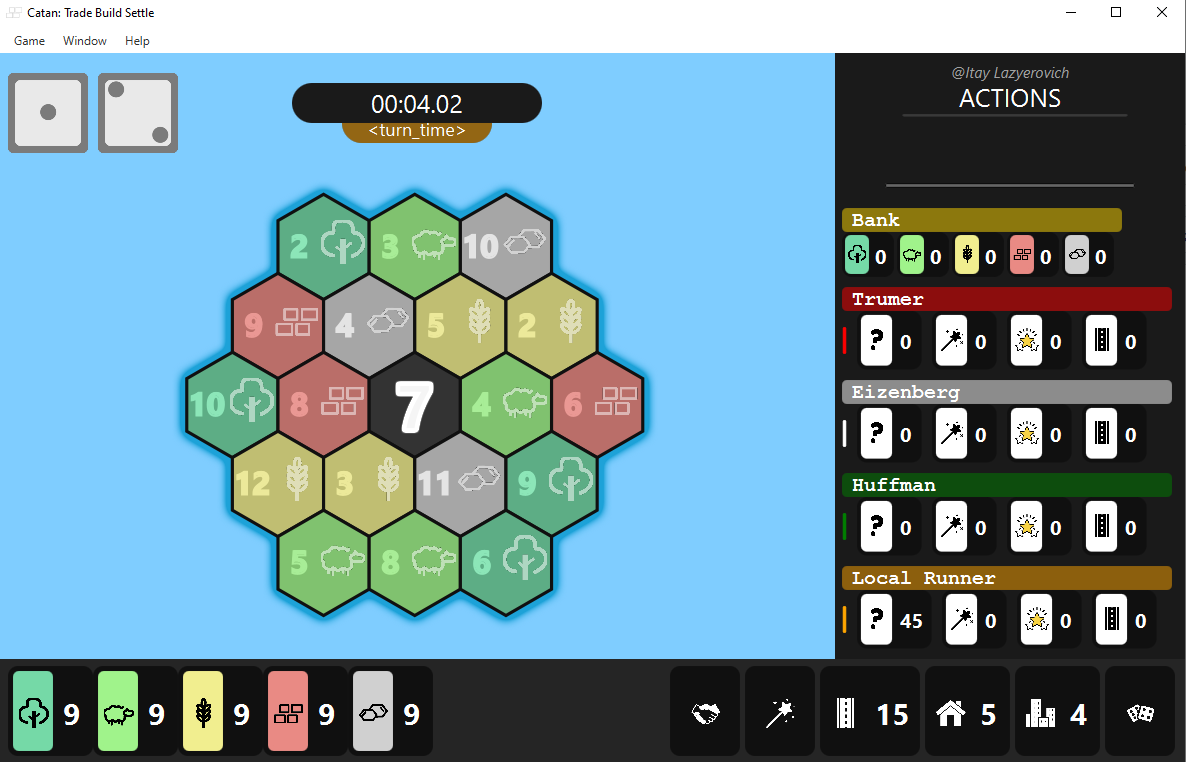 Catan: Trade Build Settle
Game Window Help
00:04.02
<turn_time>
@Itay Lazyerovich
ACTIONS
2 3 10
9 4 5 2
10 8 7 4 6
12 3 11 9
5 8 6
Bank
0 0 0 0 0
Trumer
? 0 0 0 0
Eizenberg
? 0 0 0 0
Huffman
? 0 0 0 0
Local Runner
? 45 0 0 0
9 9 9 9 9 15 5 4